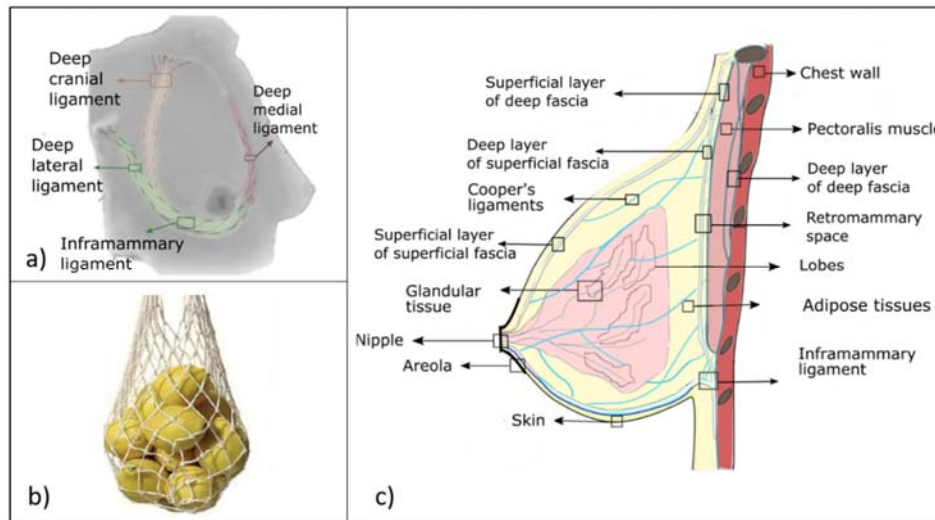 Deep
cranial
ligament
Deep
medial
ligament
Deep
lateral
ligament
Inframammary
ligament
a)
b)
Superficial layer
of deep fascia
Deep layer
of superficial fascia
Cooper's
ligaments
Superficial layer
of superficial fascia
Glandular
tissue
Nipple
Areola
Skin
Chest wall
Pectoralis muscle
Deep layer
of deep fascia
Retromammary
space
Lobes
Adipose tissues
Inframammary
ligament
c)